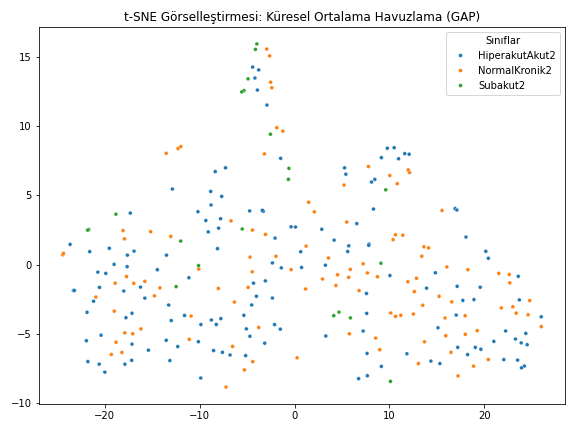 t-SNE Görselleştirmesi: Küresel Ortalama Havuzlama (GAP)
Sınıflar
HiperakutAkut2
NormalKronik2
Subakut2
15
10
5
0
−5
−10
−20
−10
0
10
20